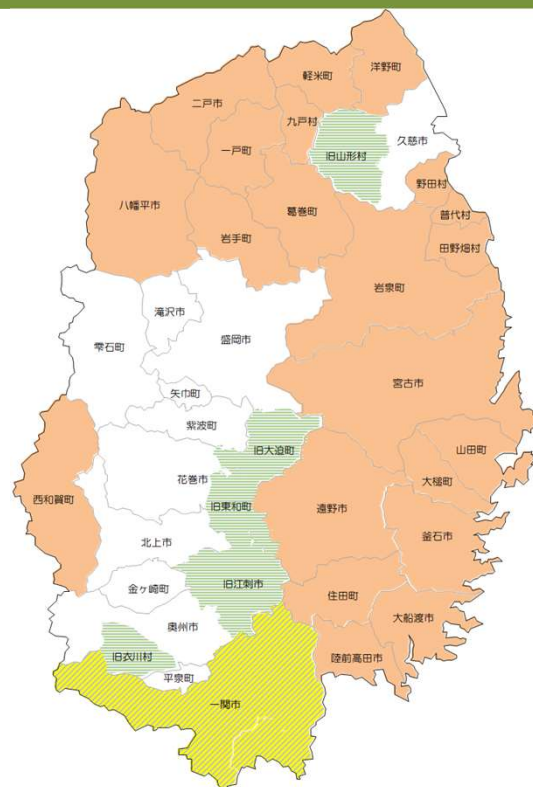 洋野町
軽米町
二戸市
九戸村
久慈市
一戸町
旧山形村
野田村
葛巻町
八幡平市
普代村
岩手町
田野畑村
岩泉町
滝沢市
盛岡市
雫石町
宮古市
矢巾町
紫波町
旧大迫町
山田町
花巻市
大槌町
西和賀町
旧東和町
遠野市
釜石市
北上市
旧江刺市
金ヶ崎町
住田町
大船渡市
奥州市
旧衣川村
陸前高田市
平泉町
一関市